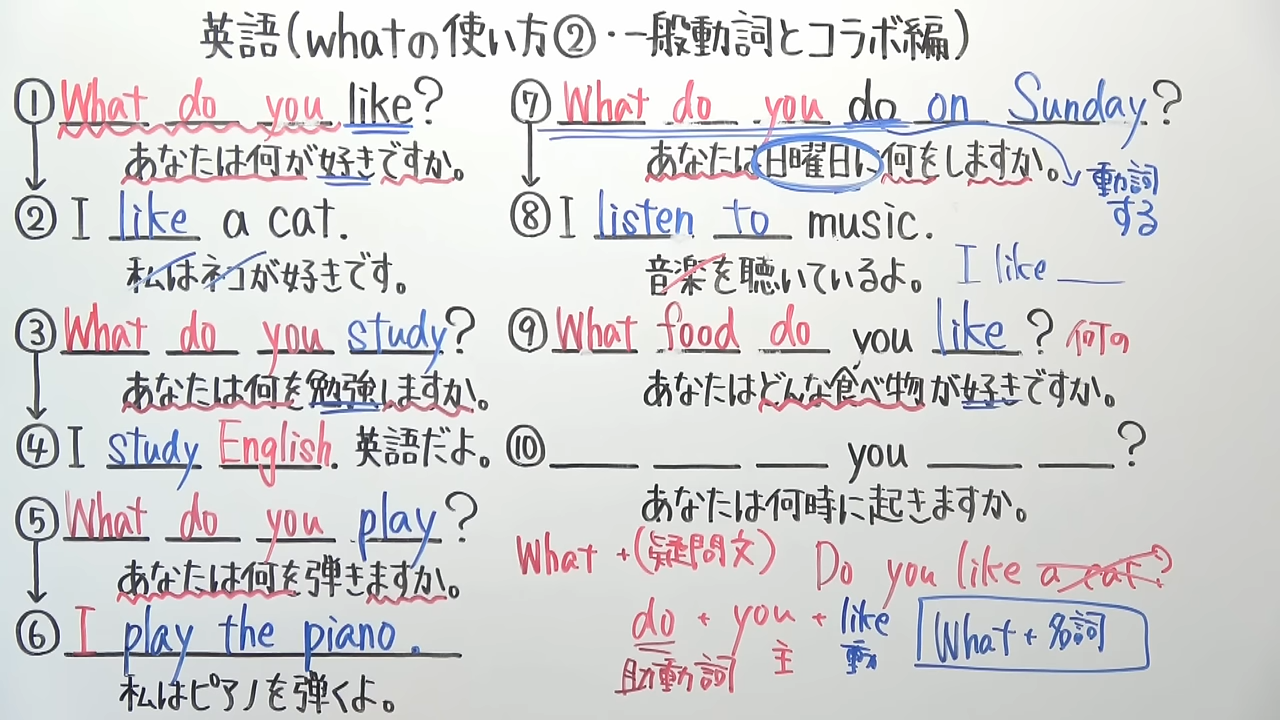 英語(whatの使い方②・一般動詞とコラボ編)
① What do you like?
あなたは何が好きですか。
② I like a cat.
私はネコが好きです。
③ What do you study?
あなたは何を勉強しますか。
④ I study English. 英語だよ。
⑤ What do you play?
あなたは何を弾きますか。
⑥ I play the piano.
私はピアノを弾くよ。
⑦ What do you do on Sunday?
あなたは日曜日に何をしますか。
動詞
する
⑧ I listen to music.
音楽を聴いているよ。
I like
⑨ What food do you like? 何の
あなたはどんな食べ物が好きですか。
⑩ you ?
あなたは何時に起きますか。
What +(疑問文)
Do you like a cat?
do + you + like
助動詞 主 動
What + 名詞